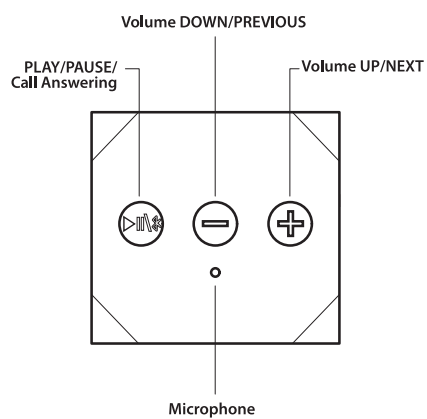 Volume DOWN/PREVIOUS
PLAY/PAUSE/
Call Answering
Volume UP/NEXT
Microphone